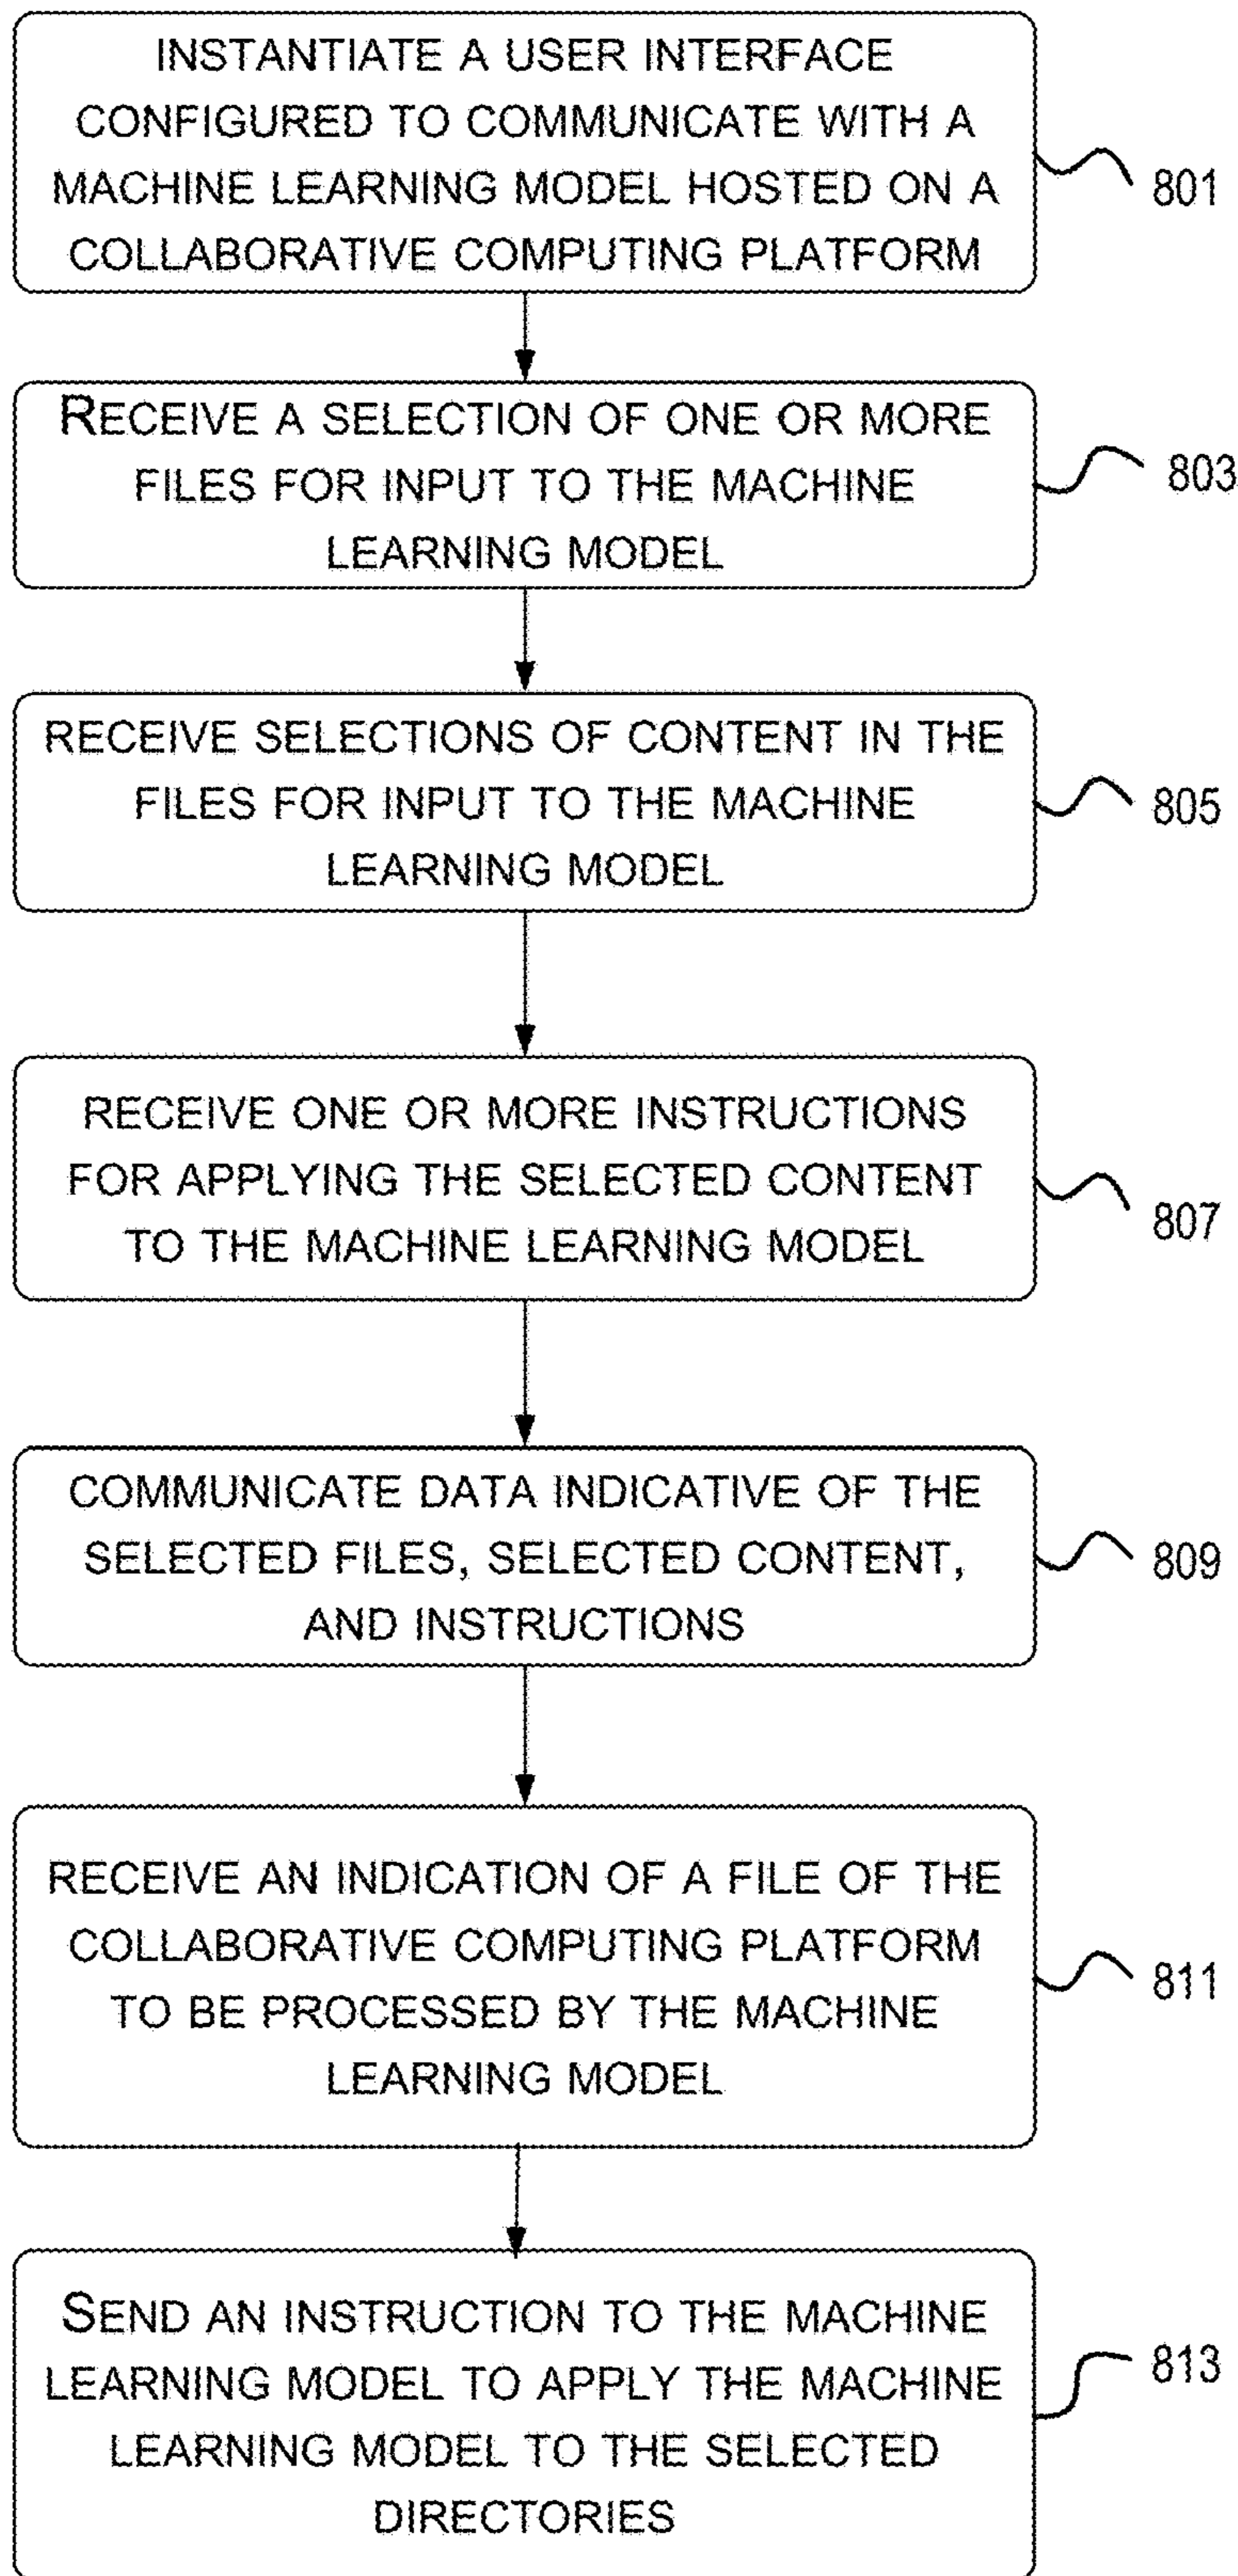 INSTANTIATE A USER INTERFACE
CONFIGURED TO COMMUNICATE WITH A
MACHINE LEARNING MODEL HOSTED ON A
COLLABORATIVE COMPUTING PLATFORM
801
RECEIVE A SELECTION OF ONE OR MORE
FILES FOR INPUT TO THE MACHINE
LEARNING MODEL
803
RECEIVE SELECTIONS OF CONTENT IN THE
FILES FOR INPUT TO THE MACHINE
LEARNING MODEL
805
RECEIVE ONE OR MORE INSTRUCTIONS
FOR APPLYING THE SELECTED CONTENT
TO THE MACHINE LEARNING MODEL
807
COMMUNICATE DATA INDICATIVE OF THE
SELECTED FILES, SELECTED CONTENT,
AND INSTRUCTIONS
809
RECEIVE AN INDICATION OF A FILE OF THE
COLLABORATIVE COMPUTING PLATFORM
TO BE PROCESSED BY THE MACHINE
LEARNING MODEL
811
SEND AN INSTRUCTION TO THE MACHINE
LEARNING MODEL TO APPLY THE MACHINE
LEARNING MODEL TO THE SELECTED
DIRECTORIES
813